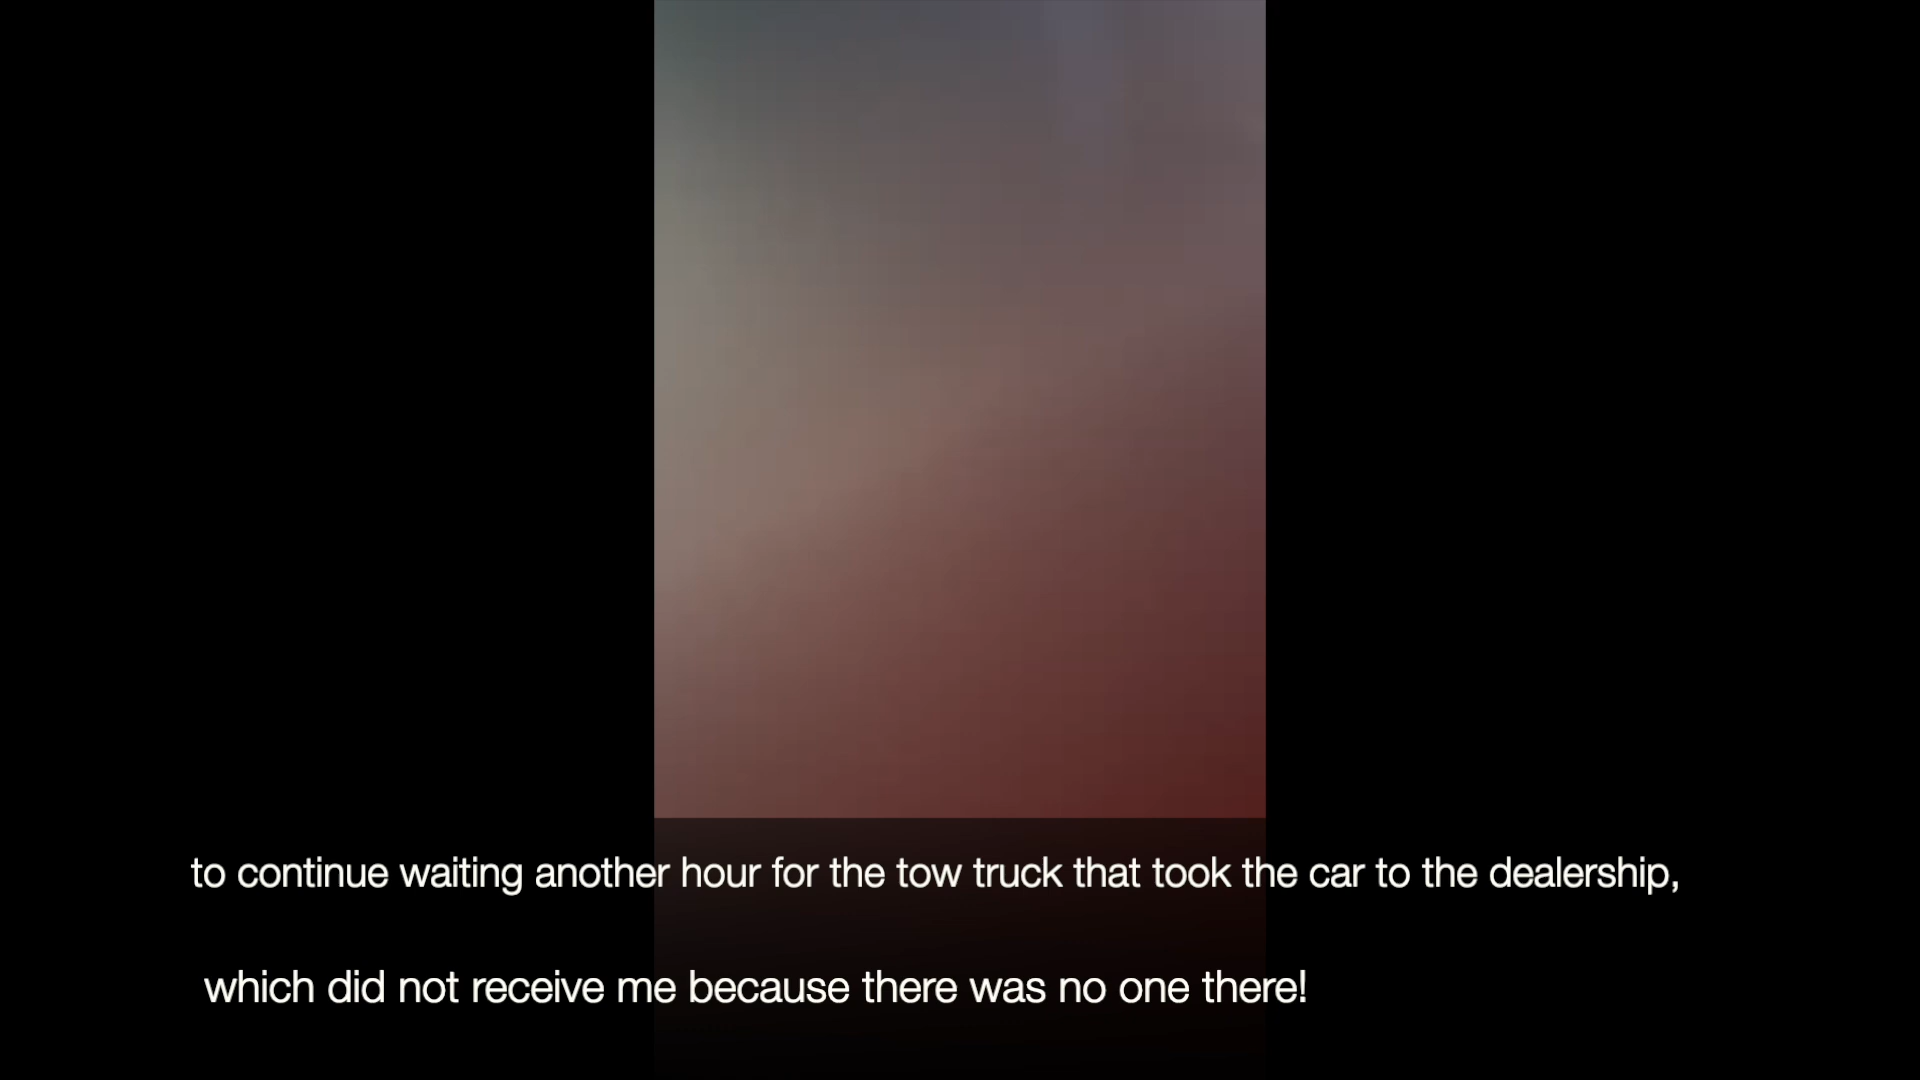 to continue waiting another hour for the tow truck that took the car to the dealership,
which did not receive me because there was no one there!